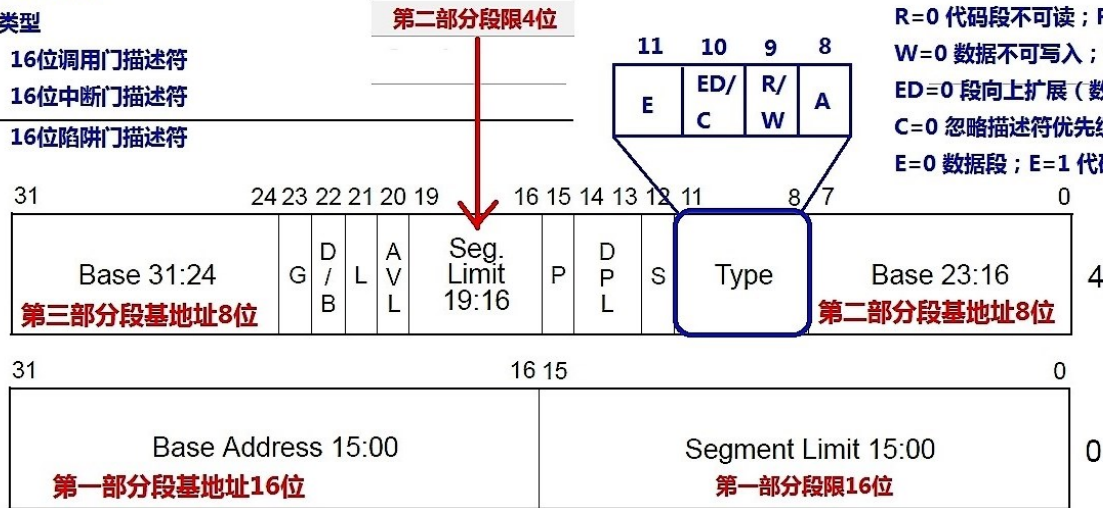 类型
16位调用门描述符
16位中断门描述符
16位陷阱门描述符
第二部分段限4位
11 10 9 8
E ED/C R/W A
R=0 代码段不可读；
W=0 数据不可写入；
ED=0 段向上扩展（数
C=0 忽略描述符优先
E=0 数据段；E=1 代
31 24 23 22 21 20 19 16 15 14 13 12 11 8 7 0
Base 31:24 G D/B L AVL Seg. Limit 19:16 P DPL S Type Base 23:16 4
第三部分段基地址8位 第二部分段基地址8位
31 16 15 0
Base Address 15:00 Segment Limit 15:00 0
第一部分段基地址16位 第一部分段限16位